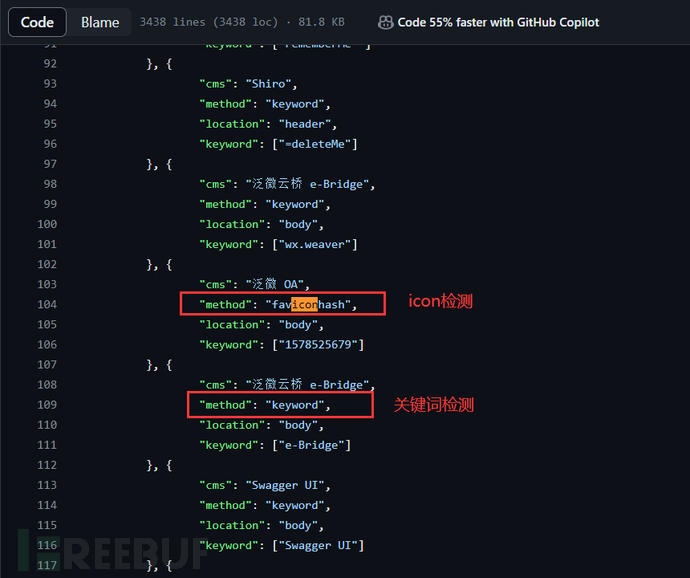 Code Blame 3438 lines (3438 loc) · 81.8 KB Code 55% faster with GitHub Copilot
91 "keyword": ["rememberMe"]
92 }, {
93 "cms": "Shiro",
94 "method": "keyword",
95 "location": "header",
96 "keyword": ["=deleteMe"]
97 }, {
98 "cms": "泛微云桥 e-Bridge",
99 "method": "keyword",
100 "location": "body",
101 "keyword": ["wx.weaver"]
102 }, {
103 "cms": "泛微 OA",
104 "method": "faviconhash", icon检测
105 "location": "body",
106 "keyword": ["1578525679"]
107 }, {
108 "cms": "泛微云桥 e-Bridge",
109 "method": "keyword", 关键词检测
110 "location": "body",
111 "keyword": ["e-Bridge"]
112 }, {
113 "cms": "Swagger UI",
114 "method": "keyword",
115 "location": "body",
116 "keyword": ["Swagger UI"]
117 }, {
FREEBUF